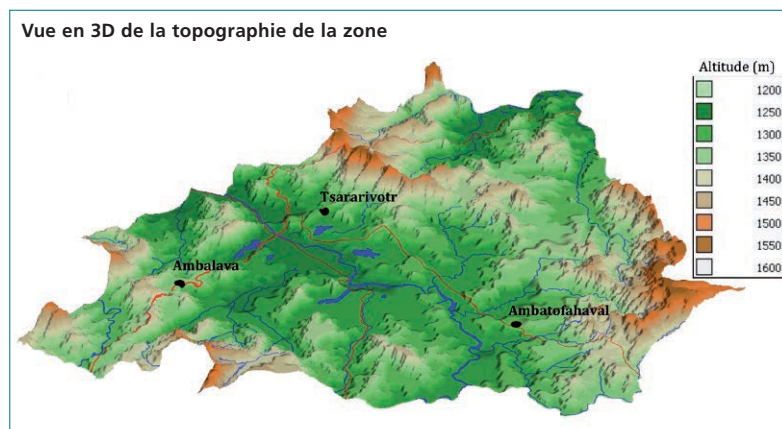 Vue en 3D de la topographie de la zone
Altitude (m)
1200
1250
1300
1350
1400
1450
1500
1550
1600
Tsararivotr
Ambalava
Ambatofahaval